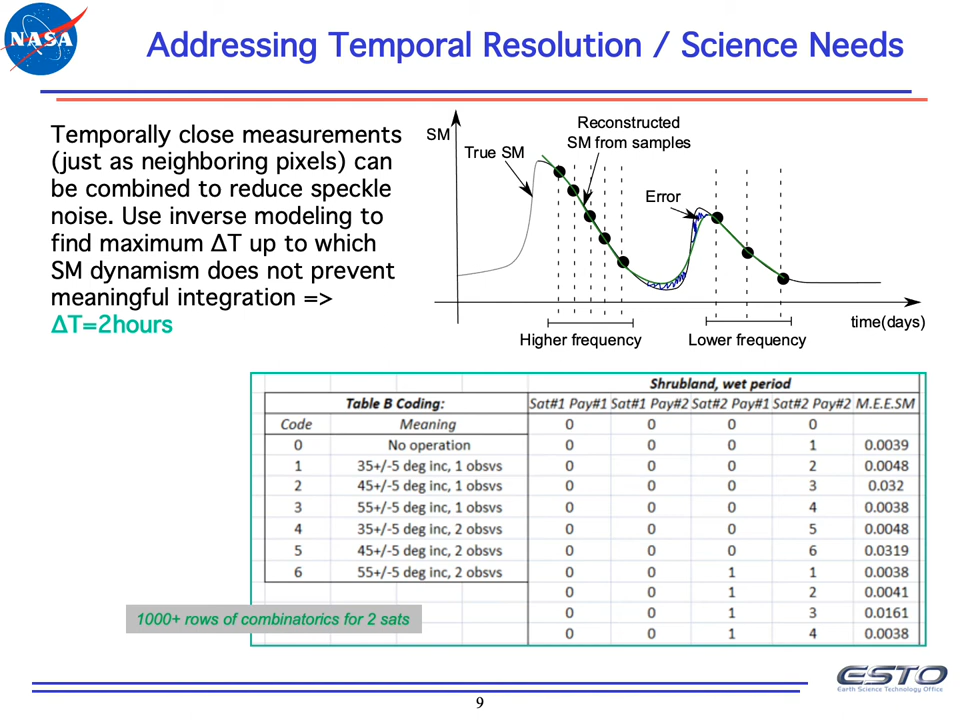 NASA
Addressing Temporal Resolution / Science Needs
Temporally close measurements
(just as neighboring pixels) can
be combined to reduce speckle
noise. Use inverse modeling to
find maximum ΔT up to which
SM dynamism does not prevent
meaningful integration =>
ΔT=2hours
SM
True SM
Reconstructed
SM from samples
Error
time(days)
Higher frequency
Lower frequency
Shrubland, wet period
Table B Coding: Sat#1 Pay#1 Sat#1 Pay#2 Sat#2 Pay#1 Sat#2 Pay#2 M.E.E.SM
Code Meaning 0 0 0 0
0 No operation 0 0 0 1 0.0039
1 35+/-5 deg inc, 1 obsvs 0 0 0 2 0.0048
2 45+/-5 deg inc, 1 obsvs 0 0 0 3 0.032
3 55+/-5 deg inc, 1 obsvs 0 0 0 4 0.0038
4 35+/-5 deg inc, 2 obsvs 0 0 0 5 0.0048
5 45+/-5 deg inc, 2 obsvs 0 0 0 6 0.0319
6 55+/-5 deg inc, 2 obsvs 0 0 1 1 0.0038
0 0 1 2 0.0041
0 0 1 3 0.0161
0 0 1 4 0.0038
1000+ rows of combinatorics for 2 sats
ESTO
Earth Science Technology Office
9